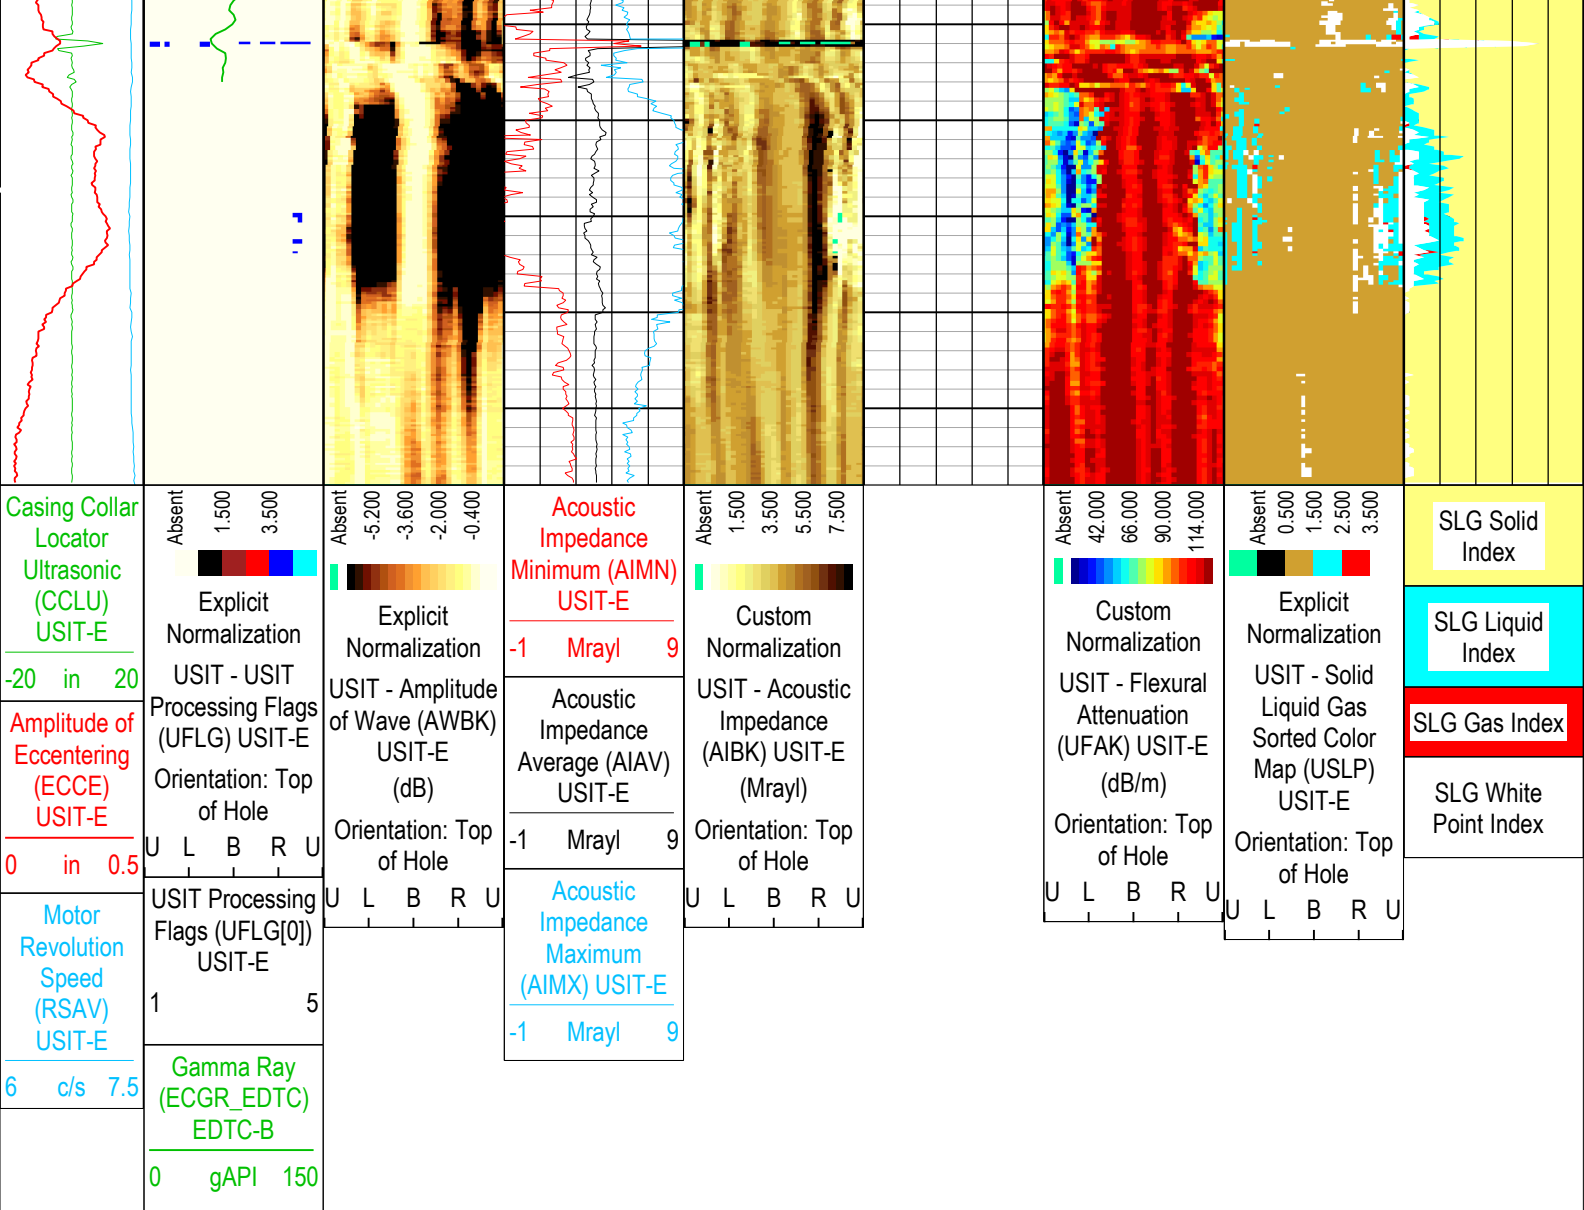 Casing Collar
Locator
Ultrasonic
(CCLU)
USIT-E
-20 in 20
Amplitude of
Eccentering
(ECCE)
USIT-E
0 in 0.5
Motor
Revolution
Speed
(RSAV)
USIT-E
6 c/s 7.5
Absent 1.500 3.500
Explicit
Normalization
USIT - USIT
Processing Flags
(UFLG) USIT-E
Orientation: Top
of Hole
U L B R U
USIT Processing
Flags (UFLG[0])
USIT-E
1 5
Gamma Ray
(ECGR_EDTC)
EDTC-B
0 gAPI 150
Absent -5.200 -3.600 -2.000 -0.400
Explicit
Normalization
USIT - Amplitude
of Wave (AWBK)
USIT-E
(dB)
Orientation: Top
of Hole
U L B R U
Acoustic
Impedance
Minimum (AIMN)
USIT-E
-1 Mrayl 9
Acoustic
Impedance
Average (AIAV)
USIT-E
-1 Mrayl 9
Acoustic
Impedance
Maximum
(AIMX) USIT-E
-1 Mrayl 9
Absent 1.500 3.500 5.500 7.500
Custom
Normalization
USIT - Acoustic
Impedance
(AIBK) USIT-E
(Mrayl)
Orientation: Top
of Hole
U L B R U
Absent 42.000 66.000 90.000 114.000
Custom
Normalization
USIT - Flexural
Attenuation
(UFAK) USIT-E
(dB/m)
Orientation: Top
of Hole
U L B R U
Absent 0.500 1.500 2.500 3.500
Explicit
Normalization
USIT - Solid
Liquid Gas
Sorted Color
Map (USLP)
USIT-E
Orientation: Top
of Hole
U L B R U
SLG Solid
Index
SLG Liquid
Index
SLG Gas Index
SLG White
Point Index